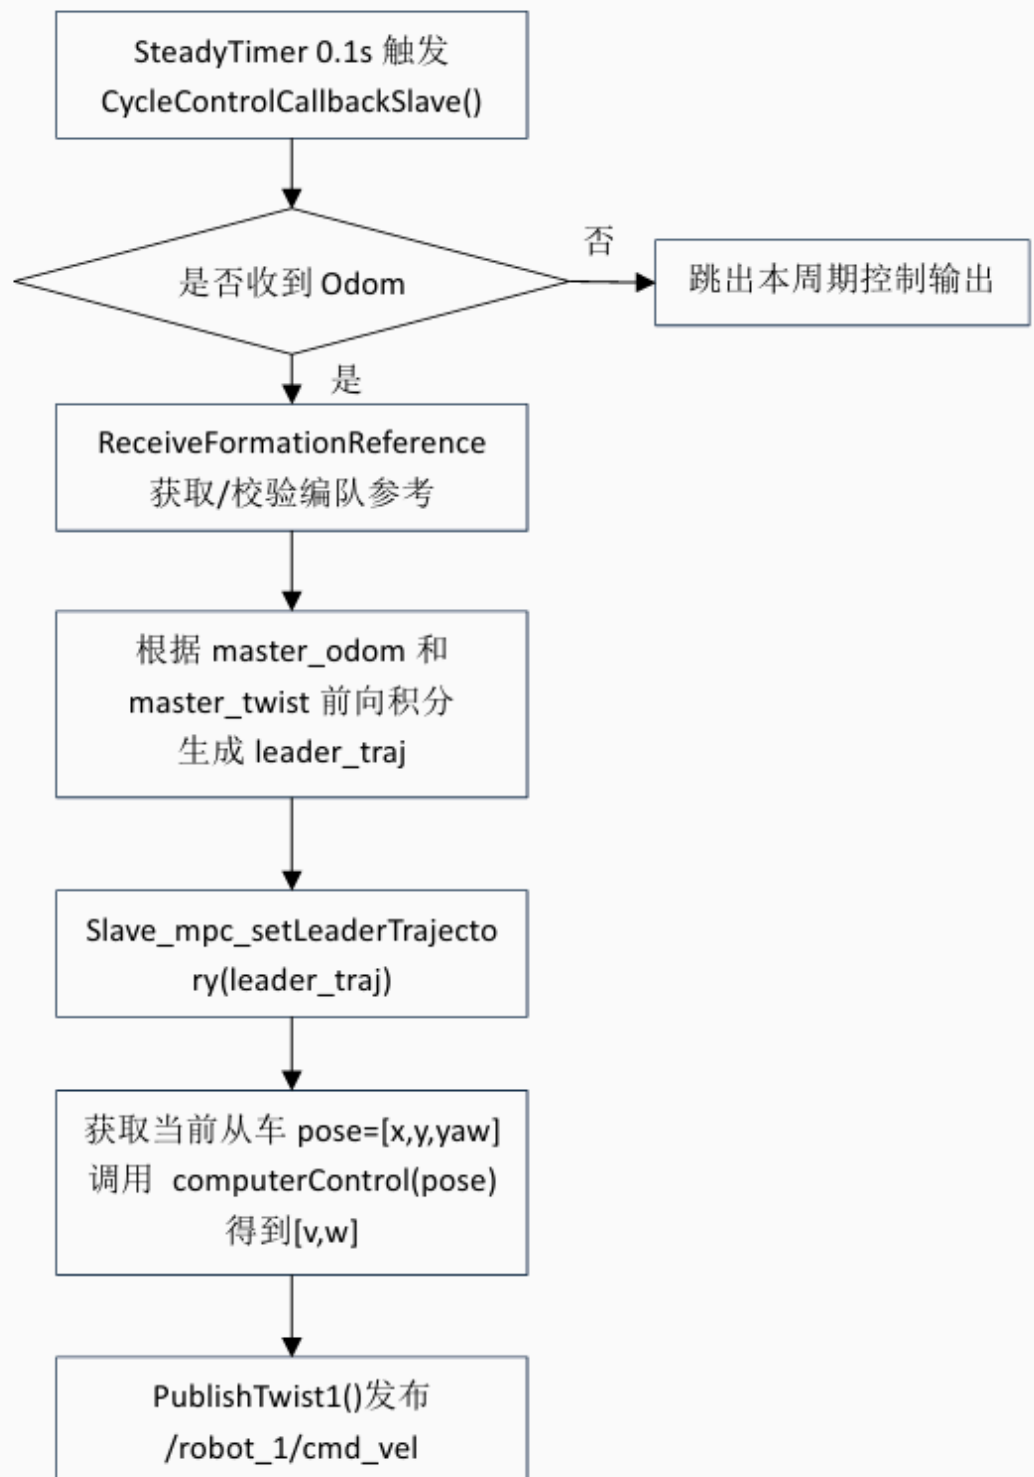 SteadyTimer 0.1s 触发
CycleControlCallbackSlave()
是否收到 Odom
否
跳出本周期控制输出
是
ReceiveFormationReference
获取/校验编队参考
根据 master_odom 和
master_twist 前向积分
生成 leader_traj
Slave_mpc_setLeaderTrajecto
ry(leader_traj)
获取当前从车 pose=[x,y,yaw]
调用 computerControl(pose)
得到[v,w]
PublishTwist1()发布
/robot_1/cmd_vel